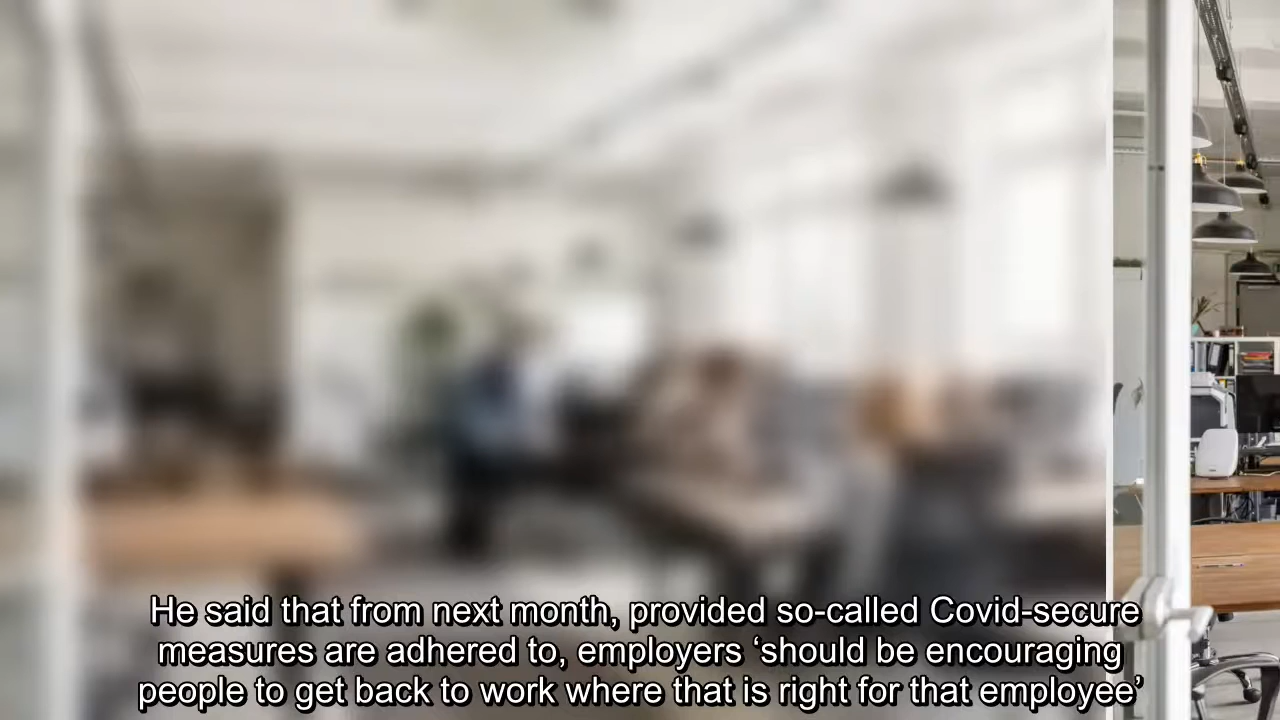 He said that from next month, provided so-called Covid-secure
measures are adhered to, employers ‘should be encouraging
people to get back to work where that is right for that employee’